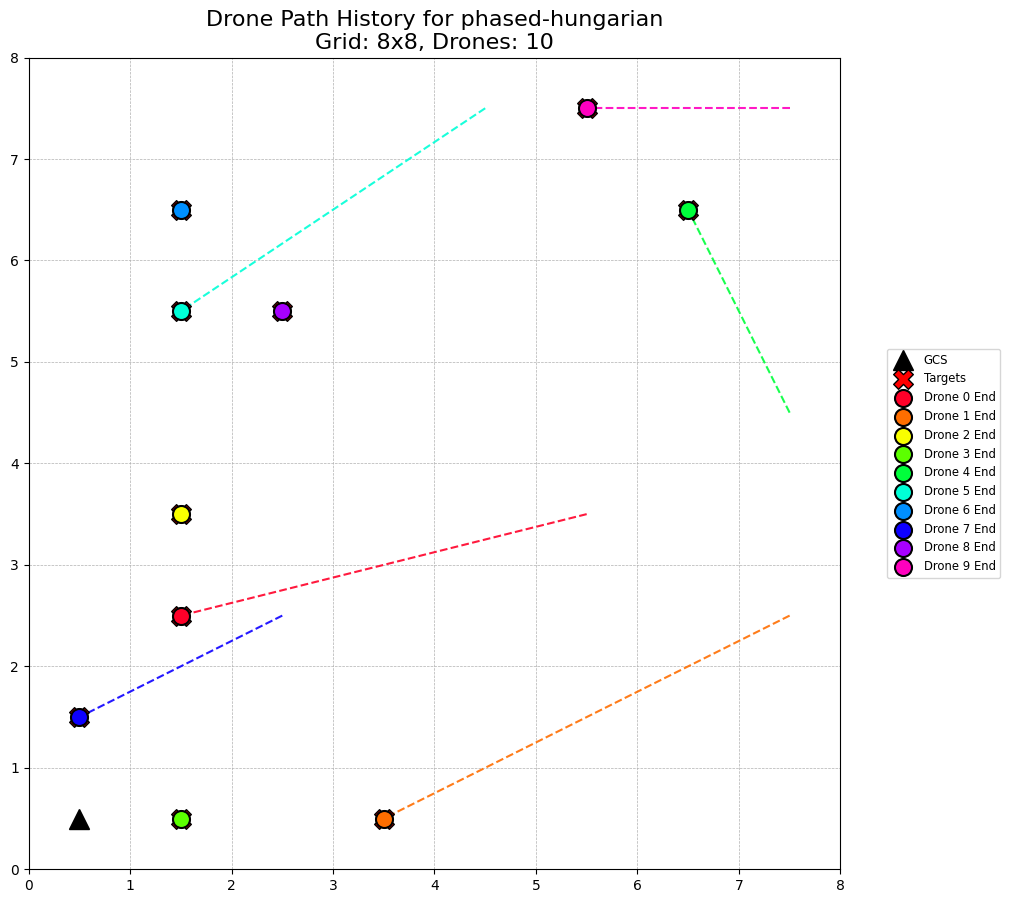 Drone Path History for phased-hungarian
Grid: 8x8, Drones: 10
8
7
6
5
4
3
2
1
0
0 1 2 3 4 5 6 7 8
GCS
Targets
Drone 0 End
Drone 1 End
Drone 2 End
Drone 3 End
Drone 4 End
Drone 5 End
Drone 6 End
Drone 7 End
Drone 8 End
Drone 9 End